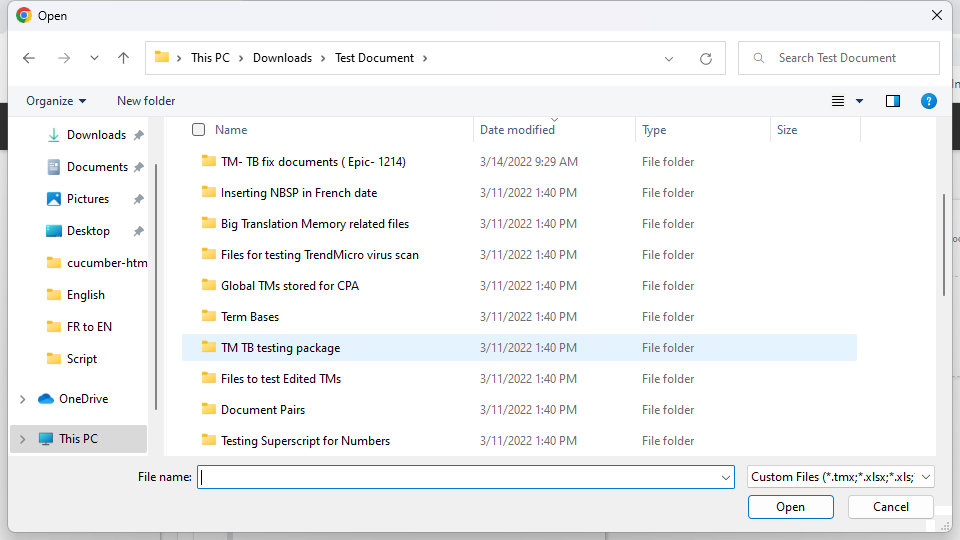 Open
This PC > Downloads > Test Document >
Search Test Document
Organize
New folder
?
Name
Date modified
Type
Size
Downloads
Documents
Pictures
Desktop
cucumber-htm
English
FR to EN
Script
OneDrive
This PC
TM- TB fix documents ( Epic- 1214) 3/14/2022 9:29 AM File folder
Inserting NBSP in French date 3/11/2022 1:40 PM File folder
Big Translation Memory related files 3/11/2022 1:40 PM File folder
Files for testing TrendMicro virus scan 3/11/2022 1:40 PM File folder
Global TMs stored for CPA 3/11/2022 1:40 PM File folder
Term Bases 3/11/2022 1:40 PM File folder
TM TB testing package 3/11/2022 1:40 PM File folder
Files to test Edited TMs 3/11/2022 1:40 PM File folder
Document Pairs 3/11/2022 1:40 PM File folder
Testing Superscript for Numbers 3/11/2022 1:40 PM File folder
File name:
Custom Files (*.tmx;*.xlsx;*.xls;
Open
Cancel